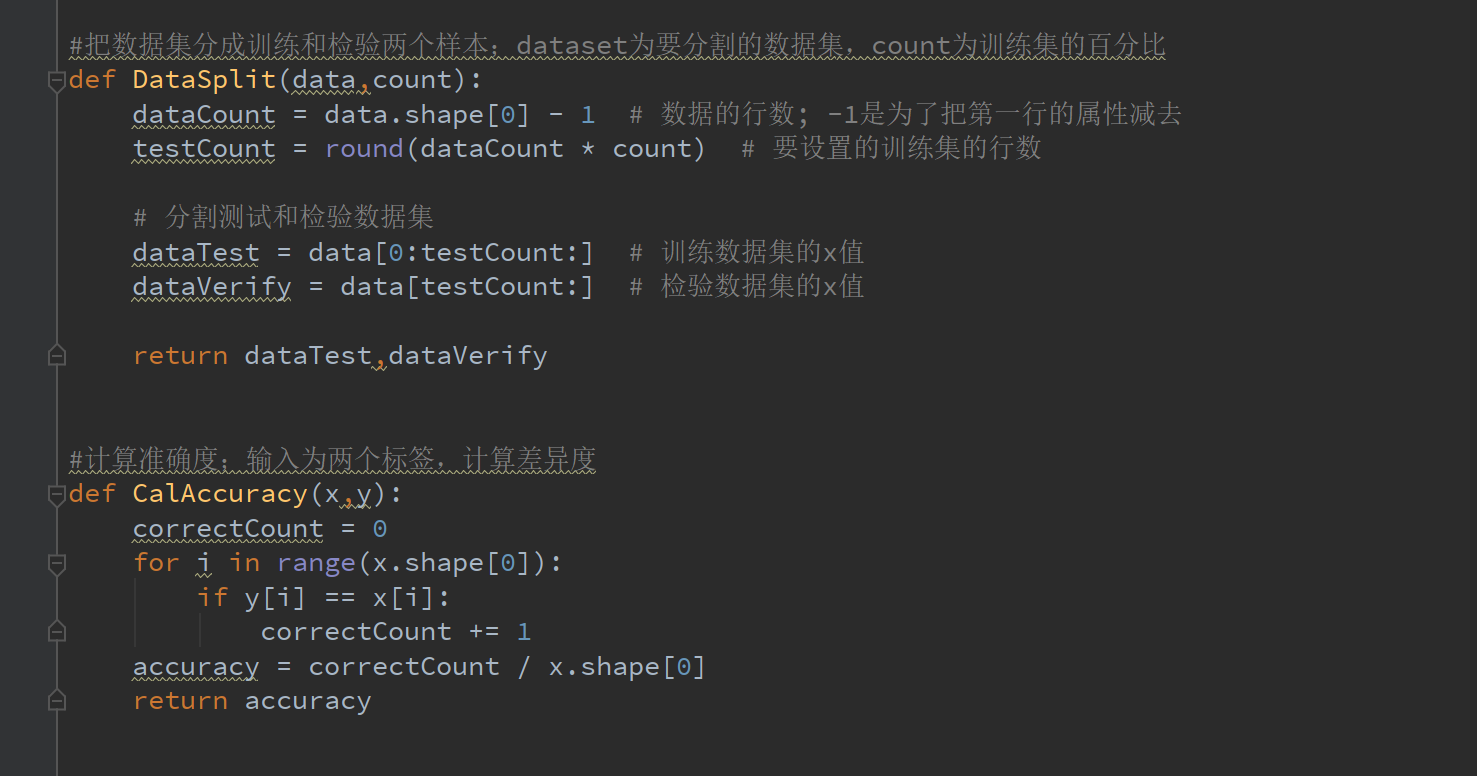 #把数据集分成训练和检验两个样本；dataset为要分割的数据集，count为训练集的百分比
def DataSplit(data,count):
    dataCount = data.shape[0] - 1  # 数据的行数; -1是为了把第一行的属性减去
    testCount = round(dataCount * count)  # 要设置的训练集的行数
    # 分割测试和检验数据集
    dataTest = data[0:testCount:]  # 训练数据集的x值
    dataVerify = data[testCount:]  # 检验数据集的x值
    return dataTest,dataVerify
#计算准确度；输入为两个标签，计算差异度
def CalAccuracy(x,y):
    correctCount = 0
    for i in range(x.shape[0]):
        if y[i] == x[i]:
            correctCount += 1
    accuracy = correctCount / x.shape[0]
    return accuracy